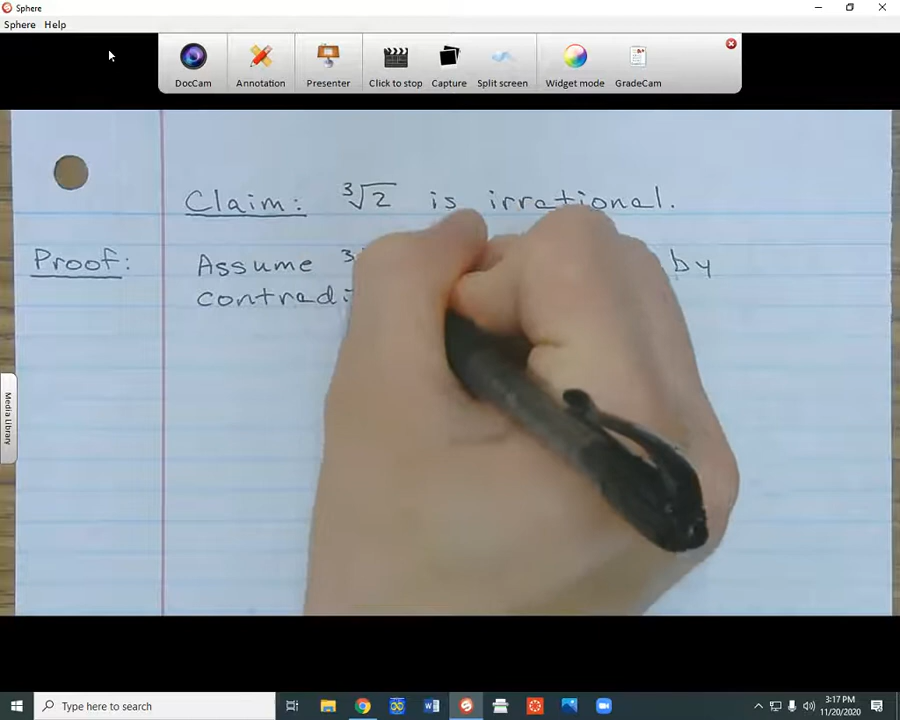 Sphere
Sphere Help
DocCam Annotation Presenter Click to stop Capture Split screen Widget mode GradeCam
Claim: ∛2 is irrational.
Proof: Assume by
Media Library
Type here to search
3:17 PM
11/20/2020